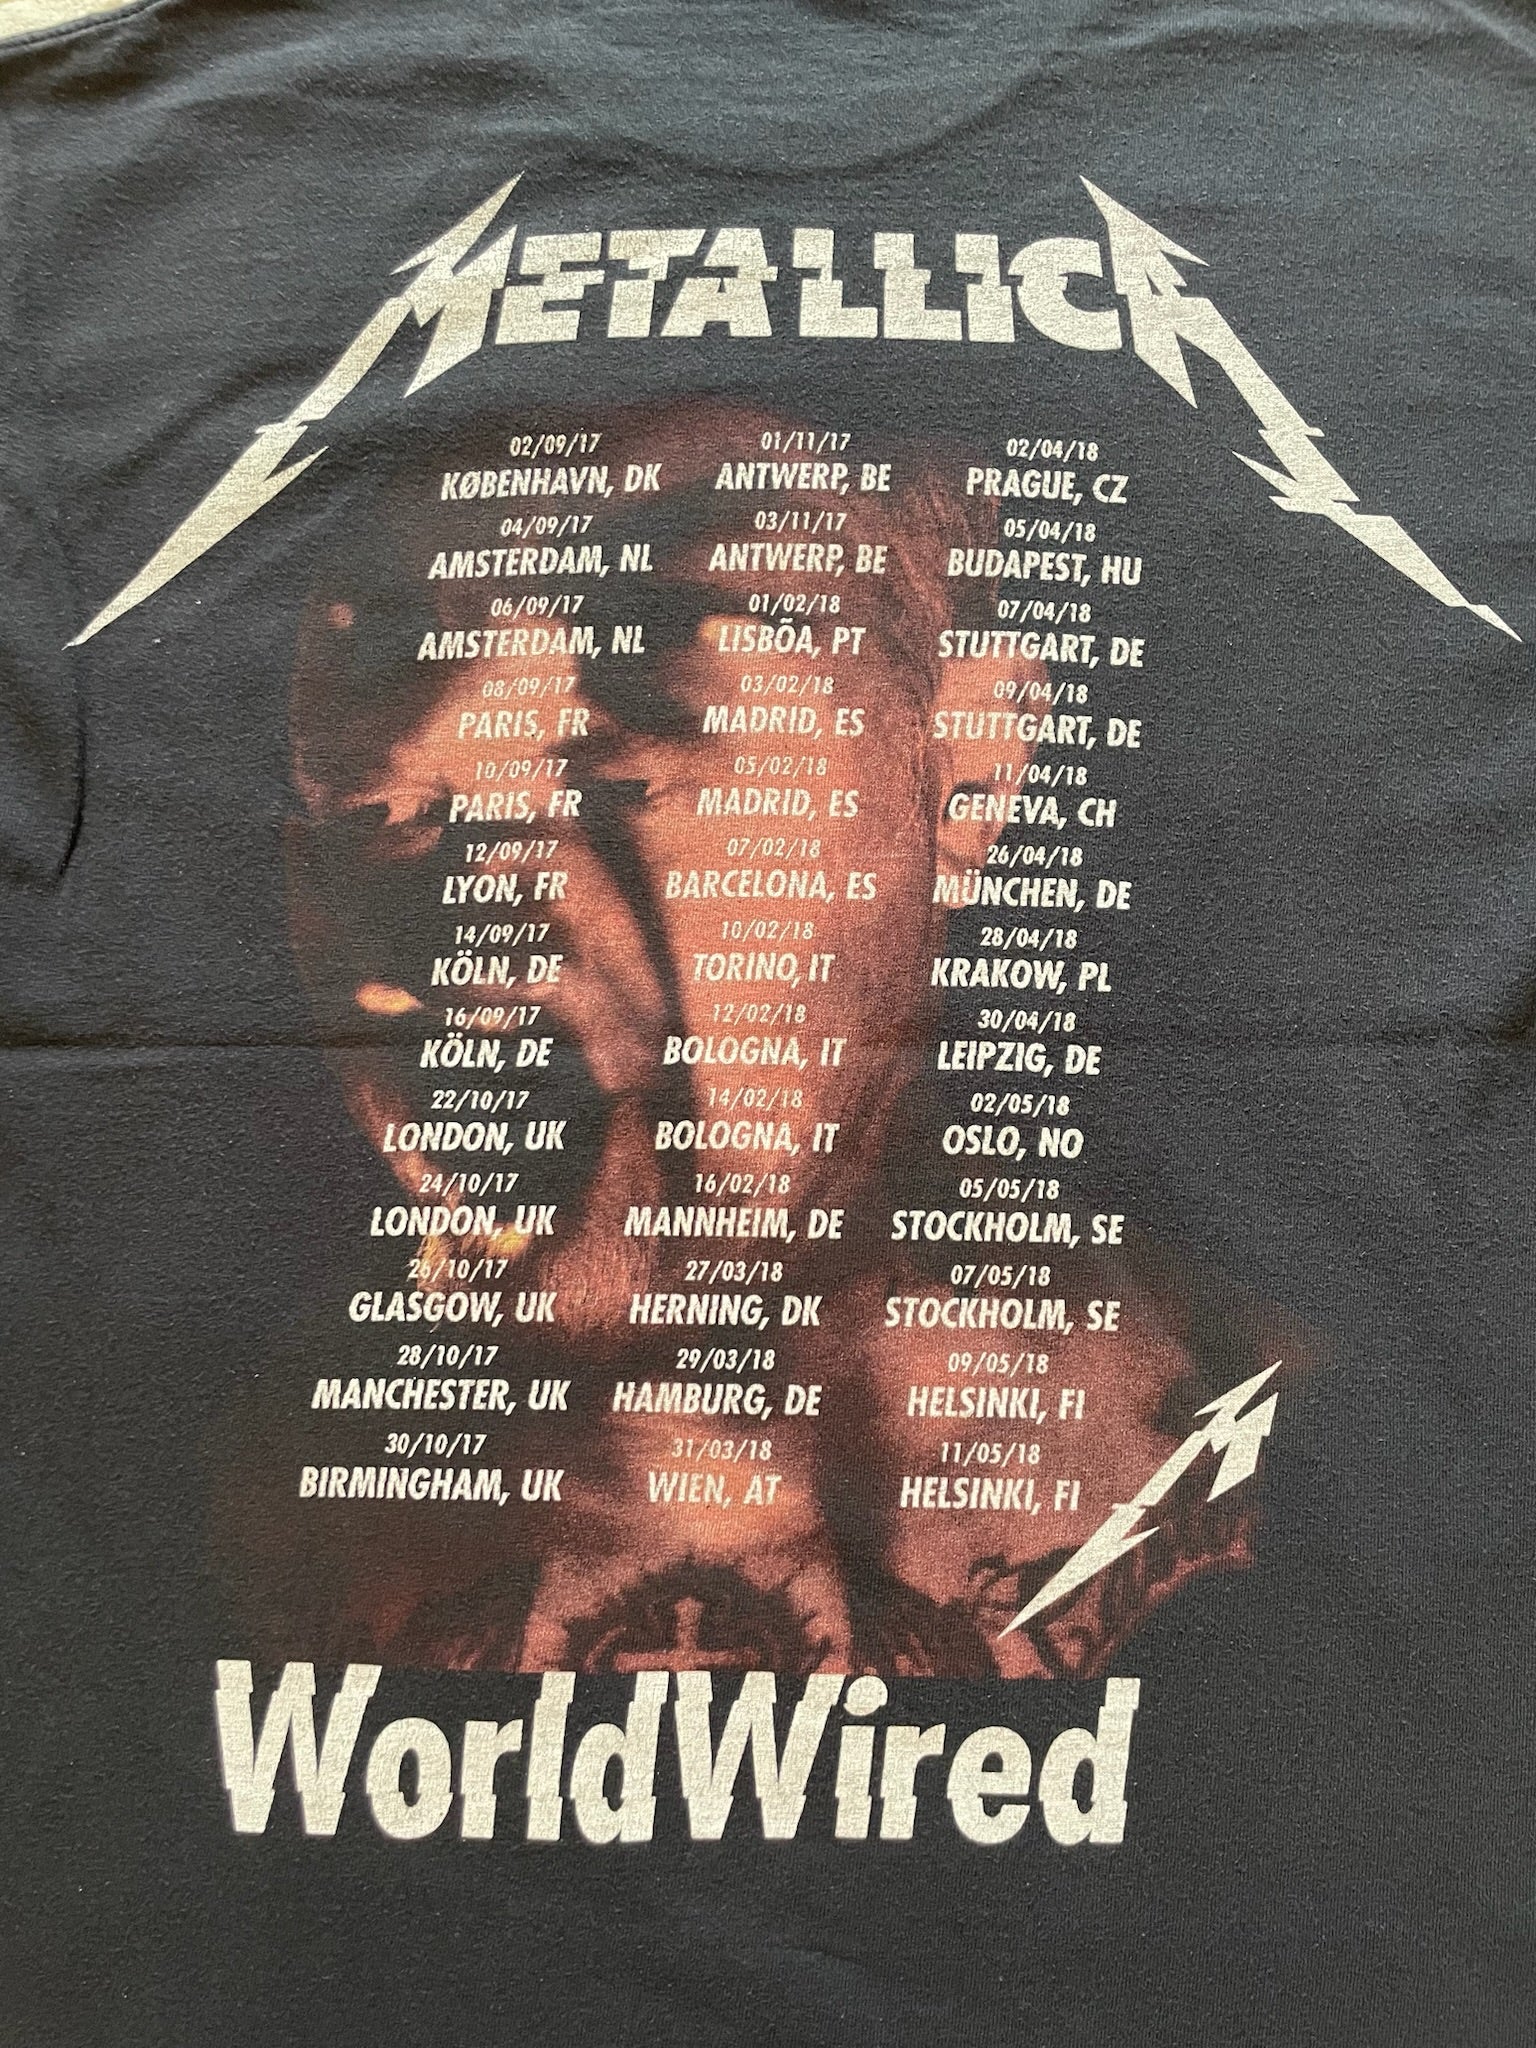 METALLICA
02/09/17
KØBENHAVN, DK
04/09/17
AMSTERDAM, NL
06/09/17
AMSTERDAM, NL
08/09/17
PARIS, FR
10/09/17
PARIS, FR
12/09/17
LYON, FR
14/09/17
KÖLN, DE
16/09/17
KÖLN, DE
22/10/17
LONDON, UK
24/10/17
LONDON, UK
26/10/17
GLASGOW, UK
28/10/17
MANCHESTER, UK
30/10/17
BIRMINGHAM, UK
01/11/17
ANTWERP, BE
03/11/17
ANTWERP, BE
01/02/18
LISBÕA, PT
03/02/18
MADRID, ES
05/02/18
MADRID, ES
07/02/18
BARCELONA, ES
10/02/18
TORINO, IT
12/02/18
BOLOGNA, IT
14/02/18
BOLOGNA, IT
16/02/18
MANNHEIM, DE
27/03/18
HERNING, DK
29/03/18
HAMBURG, DE
31/03/18
WIEN, AT
02/04/18
PRAGUE, CZ
05/04/18
BUDAPEST, HU
07/04/18
STUTTGART, DE
09/04/18
STUTTGART, DE
11/04/18
GENEVA, CH
26/04/18
MÜNCHEN, DE
28/04/18
KRAKOW, PL
30/04/18
LEIPZIG, DE
02/05/18
OSLO, NO
05/05/18
STOCKHOLM, SE
07/05/18
STOCKHOLM, SE
09/05/18
HELSINKI, FI
11/05/18
HELSINKI, FI
M
WorldWired